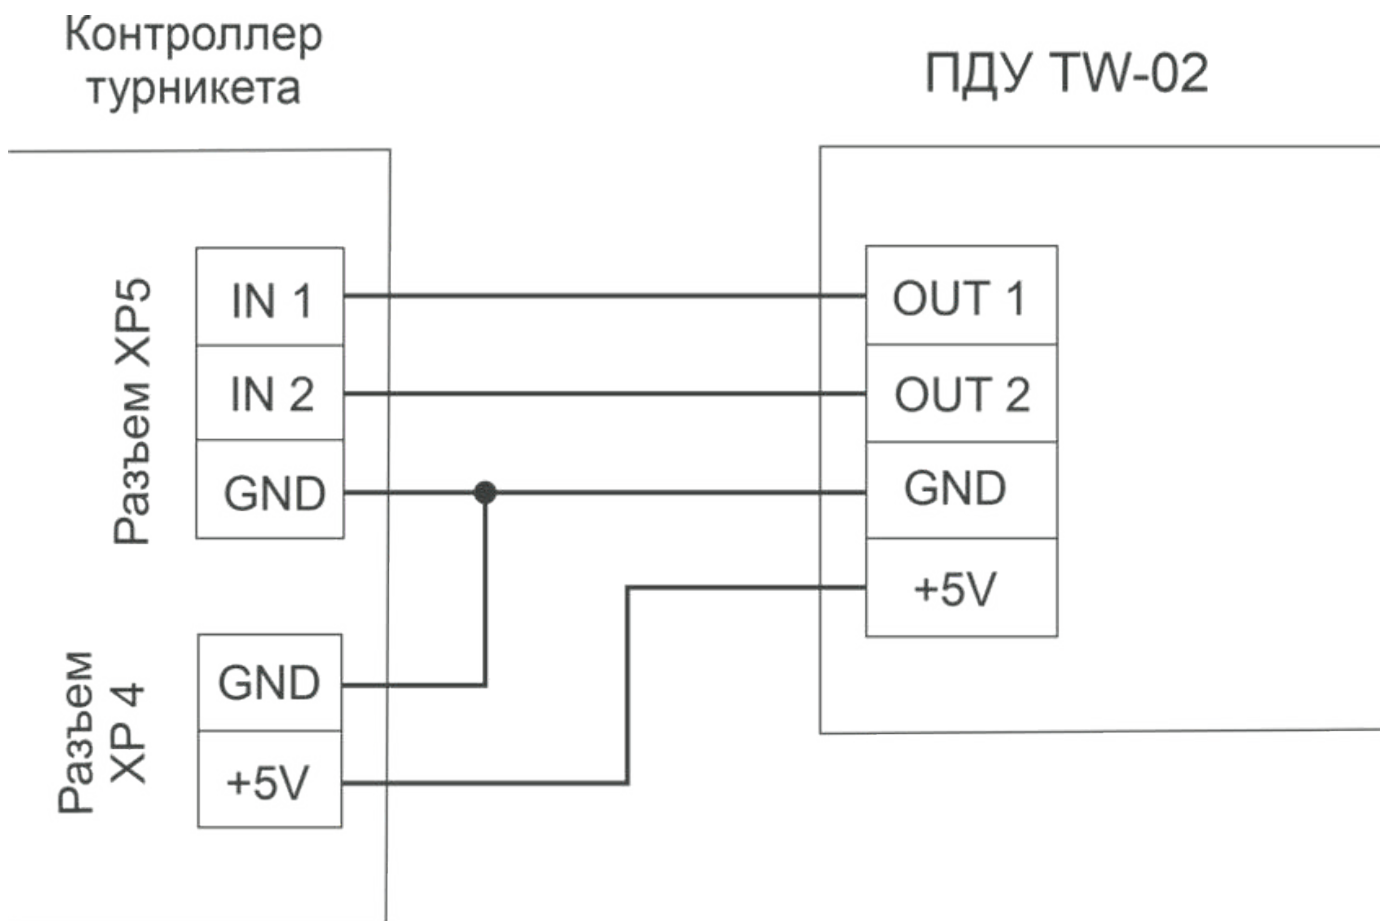 Контроллер
турникета
ПДУ TW-02
Разъем XP5
IN 1
IN 2
GND
OUT 1
OUT 2
GND
+5V
Разъем
XP 4
GND
+5V